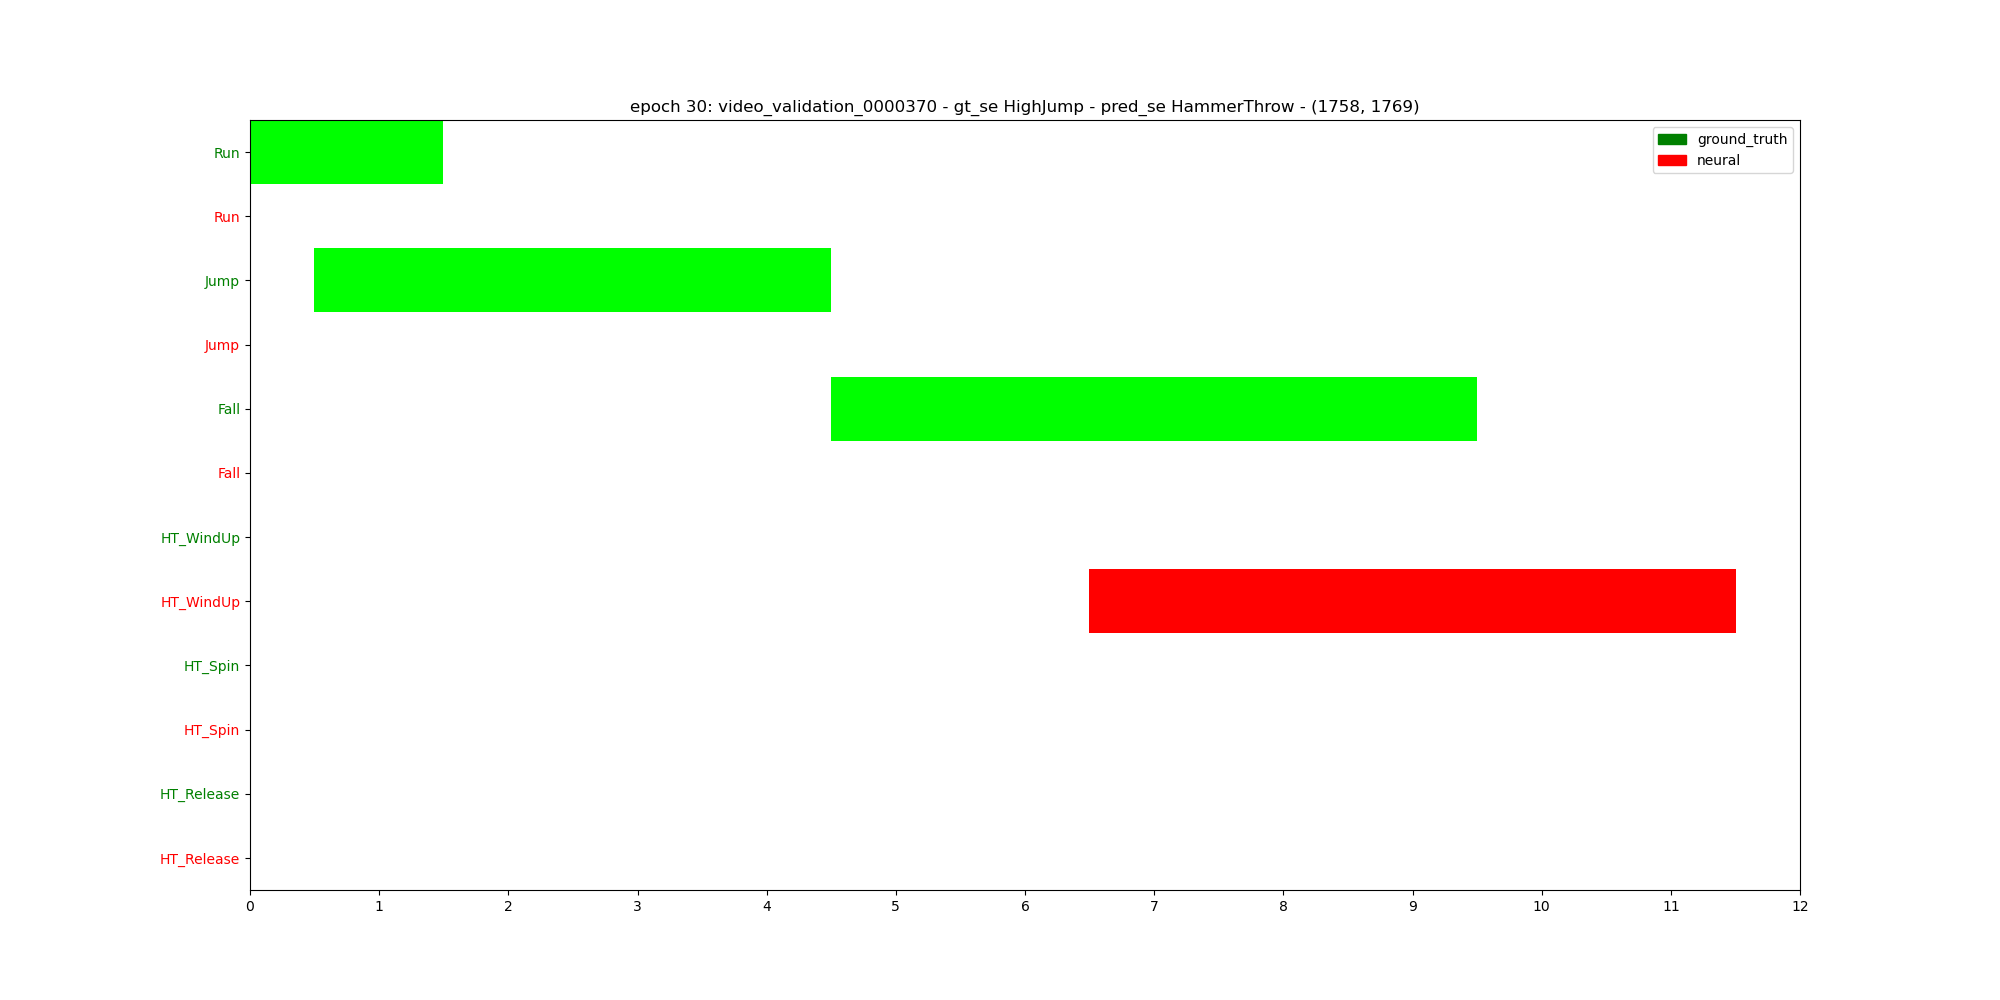 epoch 30: video_validation_0000370 - gt_se HighJump - pred_se HammerThrow - (1758, 1769)
ground_truth
neural
Run
Run
Jump
Jump
Fall
Fall
HT_WindUp
HT_WindUp
HT_Spin
HT_Spin
HT_Release
HT_Release
0 1 2 3 4 5 6 7 8 9 10 11 12